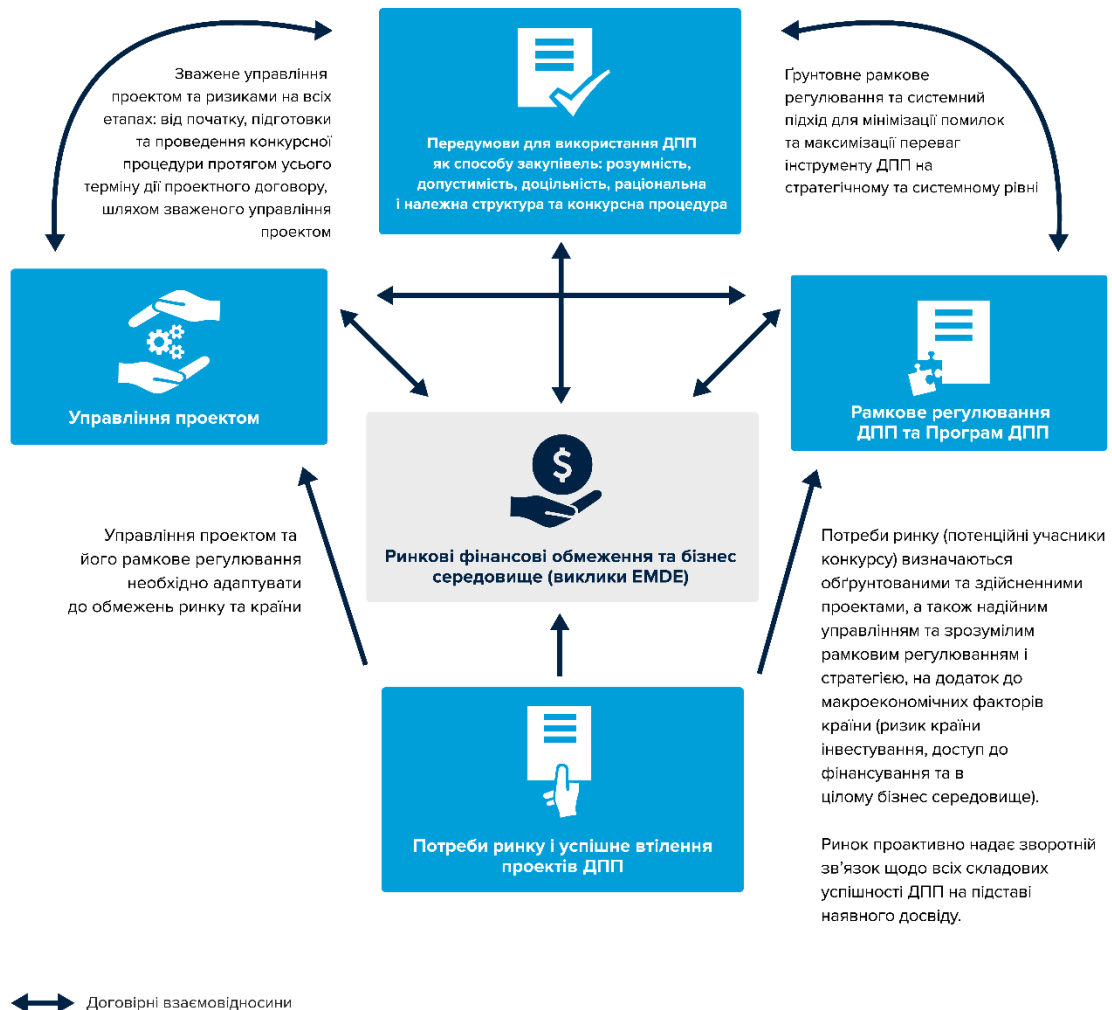 Зважене управління
проектом та ризиками на всіх
етапах: від початку, підготовки
та проведення конкурсної
процедури протягом усього
терміну дії проектного договору,
шляхом зваженого управління
проектом
Передумови для використання ДПП
як способу закупівель: розумність,
допустимість, доцільність, раціональна
і належна структура та конкурсна процедура
Ґрунтовне рамкове
регулювання та системний
підхід для мінімізації помилок
та максимізації переваг
інструменту ДПП на
стратегічному та системному рівні
Управління проектом
Рамкове регулювання
ДПП та Програм ДПП
$
Ринкові фінансові обмеження та бізнес
середовище (виклики EMDE)
Управління проектом та
його рамкове регулювання
необхідно адаптувати
до обмежень ринку та країни
Потреби ринку (потенційні учасники
конкурсу) визначаються
обґрунтованими та здійсненними
проектами, а також надійним
управлінням та зрозумілим
рамковим регулюванням і
стратегією, на додаток до
макроекономічних факторів
країни (ризик країни
інвестування, доступ до
фінансування та в
цілому бізнес середовище).
Ринок проактивно надає зворотній
зв’язок щодо всіх складових
успішності ДПП на підставі
наявного досвіду.
Потреби ринку і успішне втілення
проектів ДПП
Договірні взаємовідносини